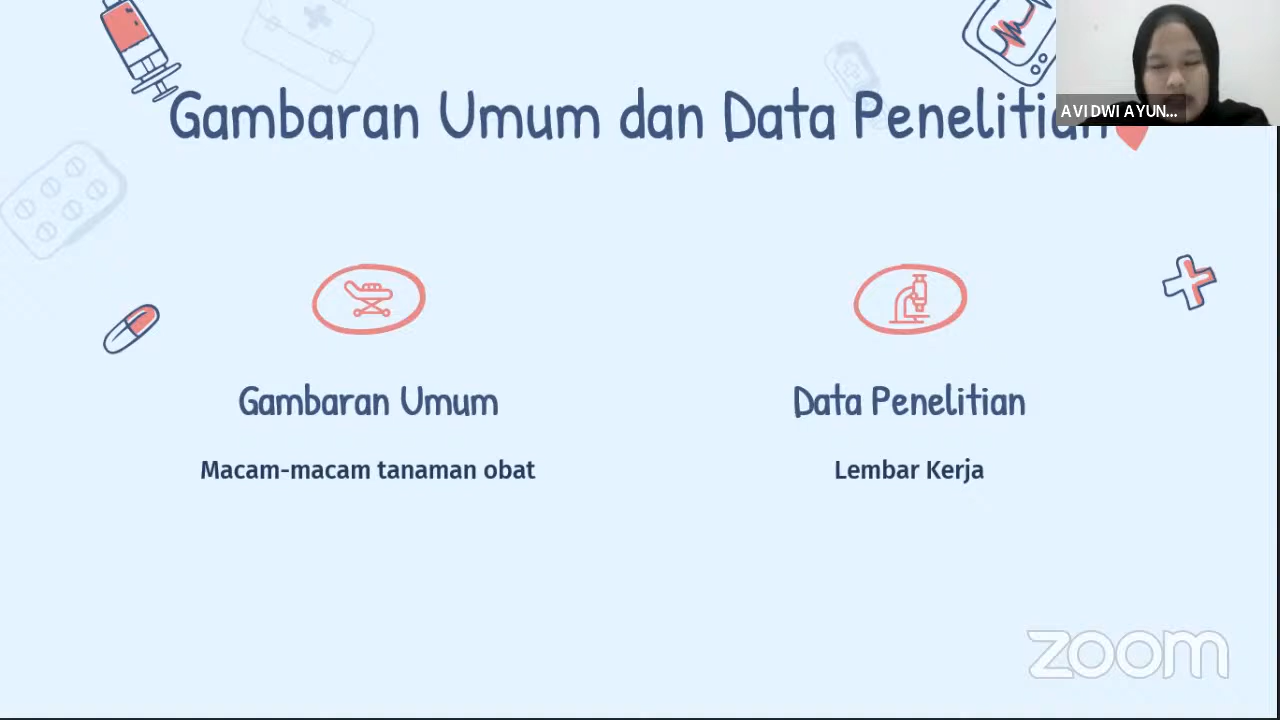 Gambaran Umum dan Data Penelitian
AVI DWI AYUN...
Gambaran Umum
Data Penelitian
Macam-macam tanaman obat
Lembar Kerja
zoom